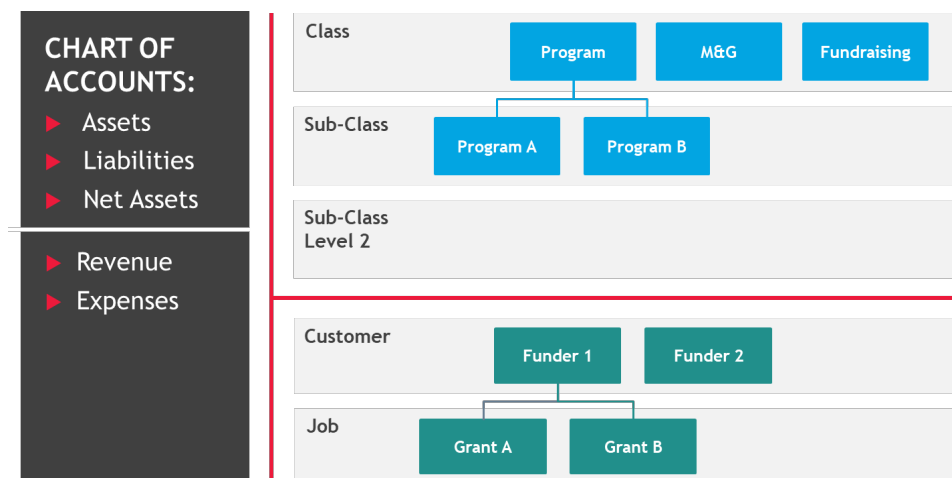 CHART OF
ACCOUNTS:
Assets
Liabilities
Net Assets
Revenue
Expenses
Class
Program
M&G
Fundraising
Sub-Class
Program A
Program B
Sub-Class
Level 2
Customer
Funder 1
Funder 2
Job
Grant A
Grant B